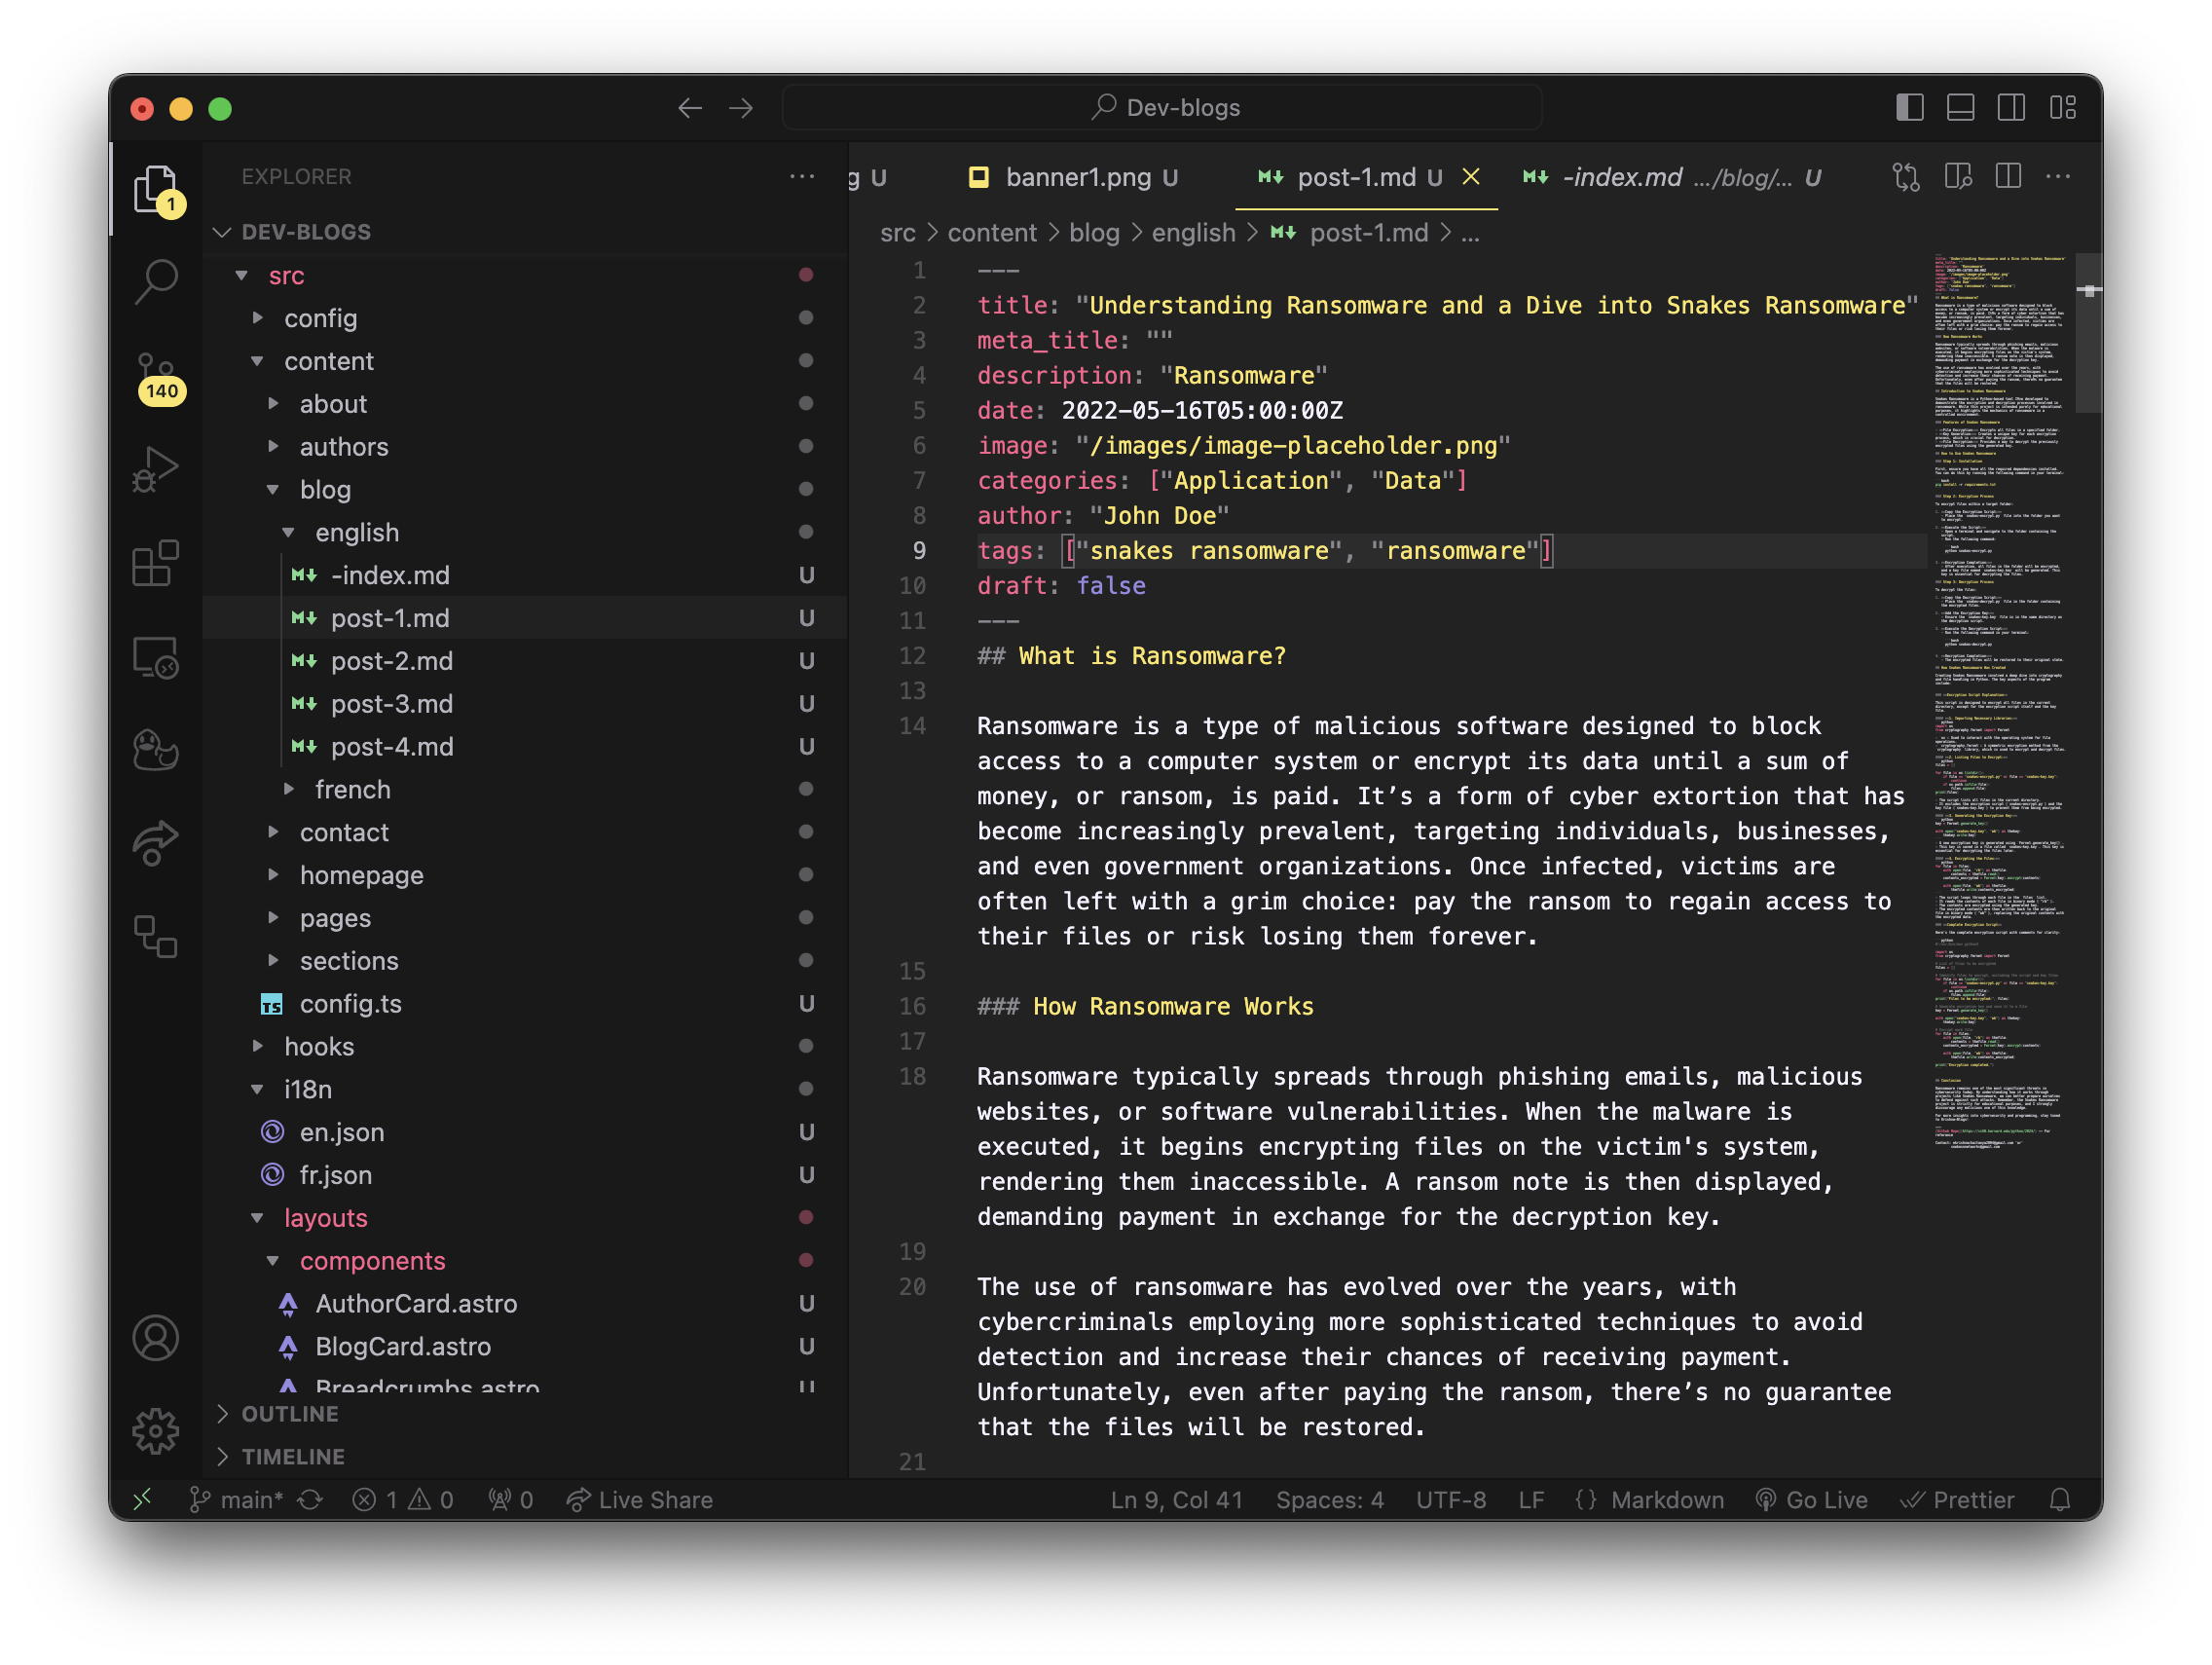 Dev-blogs
EXPLORER
1
DEV-BLOGS
src
config
content
140
about
authors
blog
english
-index.md U
post-1.md U
post-2.md U
post-3.md U
post-4.md U
french
contact
homepage
pages
sections
TS config.ts U
hooks
i18n
en.json U
fr.json U
layouts
components
AuthorCard.astro U
BlogCard.astro U
Breadcrumbs.astro U
OUTLINE
TIMELINE
g U
banner1.png U
post-1.md U
-index.md .../blog/... U
src > content > blog > english > post-1.md > ...
1 ---
2 title: "Understanding Ransomware and a Dive into Snakes Ransomware"
3 meta_title: ""
4 description: "Ransomware"
5 date: 2022-05-16T05:00:00Z
6 image: "/images/image-placeholder.png"
7 categories: ["Application", "Data"]
8 author: "John Doe"
9 tags: ["snakes ransomware", "ransomware"]
10 draft: false
11 ---
12 ## What is Ransomware?
13
14 Ransomware is a type of malicious software designed to block
access to a computer system or encrypt its data until a sum of
money, or ransom, is paid. It’s a form of cyber extortion that has
become increasingly prevalent, targeting individuals, businesses,
and even government organizations. Once infected, victims are
often left with a grim choice: pay the ransom to regain access to
their files or risk losing them forever.
15
16 ### How Ransomware Works
17
18 Ransomware typically spreads through phishing emails, malicious
websites, or software vulnerabilities. When the malware is
executed, it begins encrypting files on the victim's system,
rendering them inaccessible. A ransom note is then displayed,
demanding payment in exchange for the decryption key.
19
20 The use of ransomware has evolved over the years, with
cybercriminals employing more sophisticated techniques to avoid
detection and increase their chances of receiving payment.
Unfortunately, even after paying the ransom, there’s no guarantee
that the files will be restored.
21
main* 1 0 0 Live Share
Ln 9, Col 41 Spaces: 4 UTF-8 LF {} Markdown Go Live Prettier